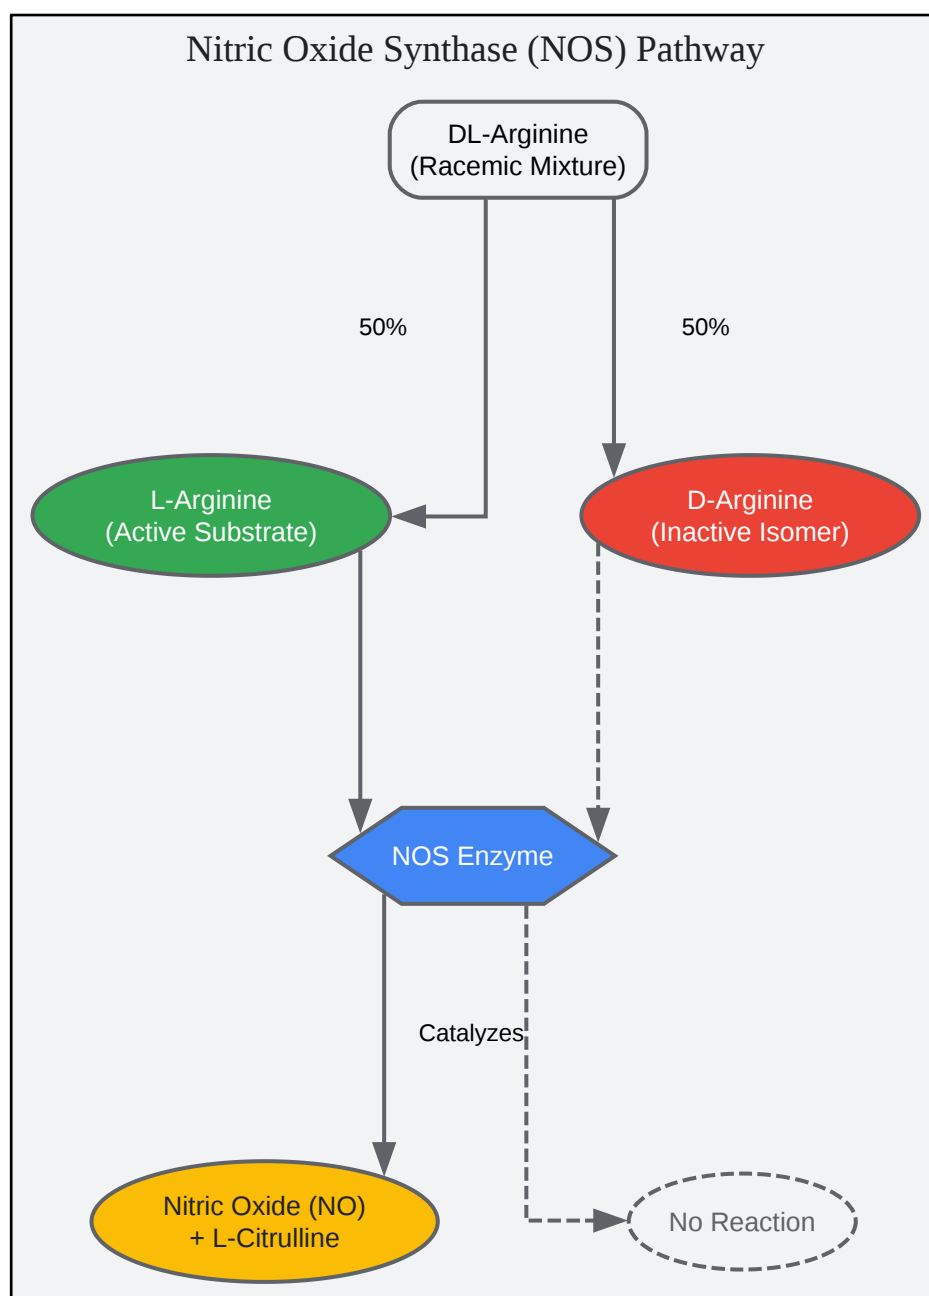 Nitric Oxide Synthase (NOS) Pathway
DL-Arginine
(Racemic Mixture)
50%
50%
L-Arginine
(Active Substrate)
D-Arginine
(Inactive Isomer)
NOS Enzyme
Catalyzes
Nitric Oxide (NO)
+ L-Citrulline
No Reaction